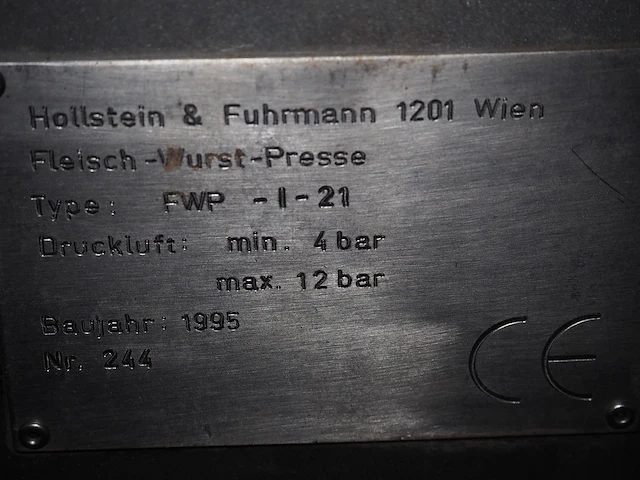 Hollstein & Fuhrmann 1201 Wien
Fleisch-Wurst-Presse
Type: FWP -I-21
Druckluft: min. 4 bar
max. 12 bar
Baujahr: 1995
Nr. 244
CE